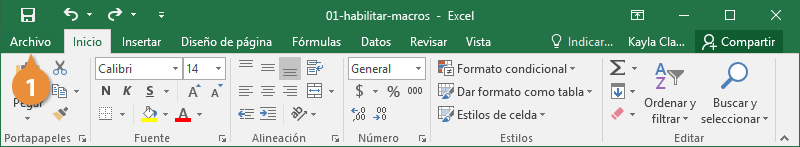 01-habilitar-macros - Excel
Archivo Inicio Insertar Diseño de página Fórmulas Datos Revisar Vista Indicar... Kayla Cla... Compartir
1
Pegar
Portapapeles
Calibri 14
N K S A A
A
Fuente
Alineación
General
$ % 000
,00 ,0
Número
Formato condicional
Dar formato como tabla
Estilos de celda
Estilos
Σ
A Z
Ordenar y filtrar
Buscar y seleccionar
Editar